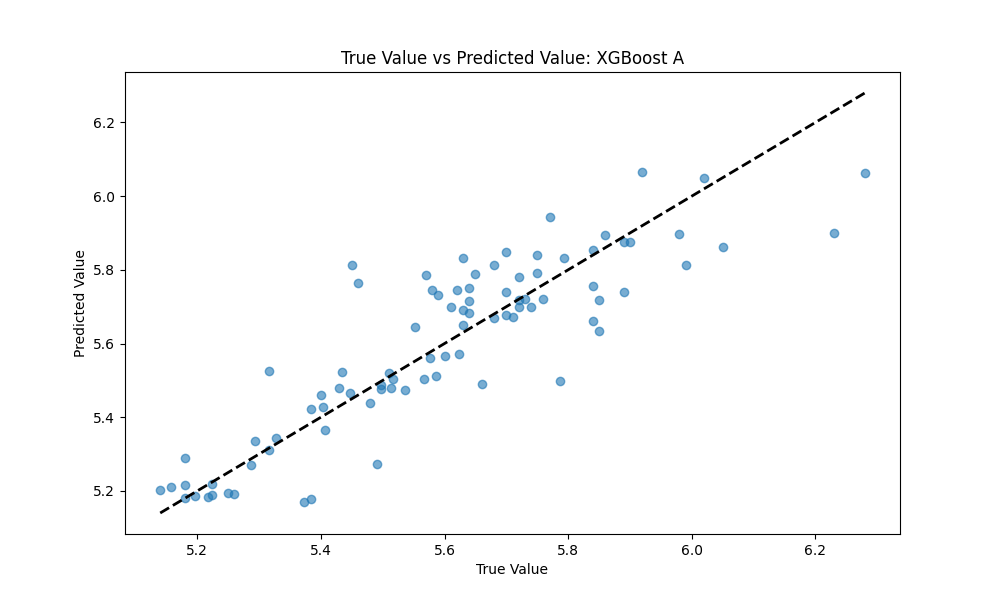 True Value vs Predicted Value: XGBoost A
6.2
6.0
5.8
5.6
5.4
5.2
Predicted Value
5.2 5.4 5.6 5.8 6.0 6.2
True Value